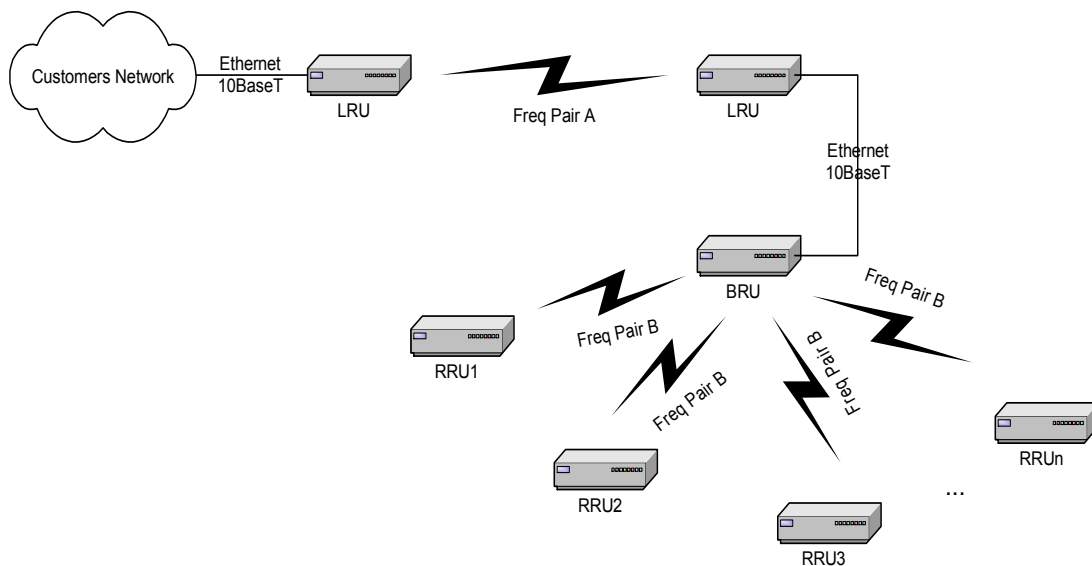 Customers Network
Ethernet
10BaseT
LRU
Freq Pair A
LRU
Ethernet
10BaseT
BRU
Freq Pair B
Freq Pair B
RRU1
Freq Pair B
Freq Pair B
RRU2
RRU3
...
RRUn